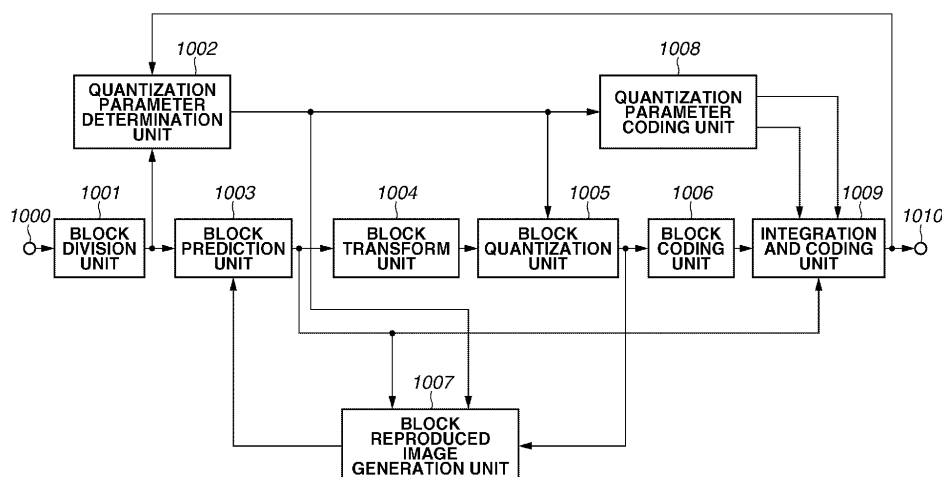 1002
QUANTIZATION
PARAMETER
DETERMINATION
UNIT
1008
QUANTIZATION
PARAMETER
CODING UNIT
1000
1001
BLOCK
DIVISION
UNIT
1003
BLOCK
PREDICTION
UNIT
1004
BLOCK
TRANSFORM
UNIT
1005
BLOCK
QUANTIZATION
UNIT
1006
BLOCK
CODING
UNIT
1009
INTEGRATION
AND CODING
UNIT
1010
1007
BLOCK
REPRODUCED
IMAGE
GENERATION UNIT